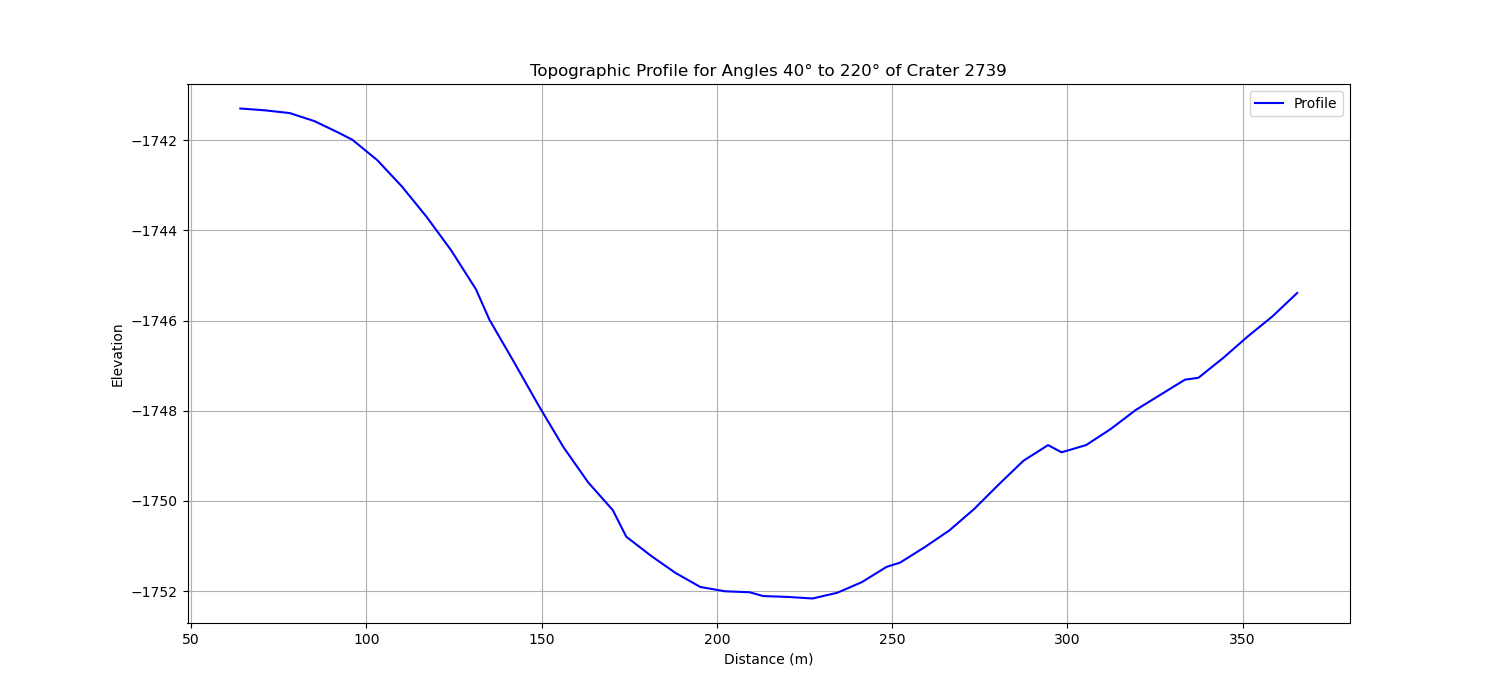 Topographic Profile for Angles 40° to 220° of Crater 2739
Profile
−1742
−1744
−1746
−1748
−1750
−1752
Elevation
50 100 150 200 250 300 350
Distance (m)